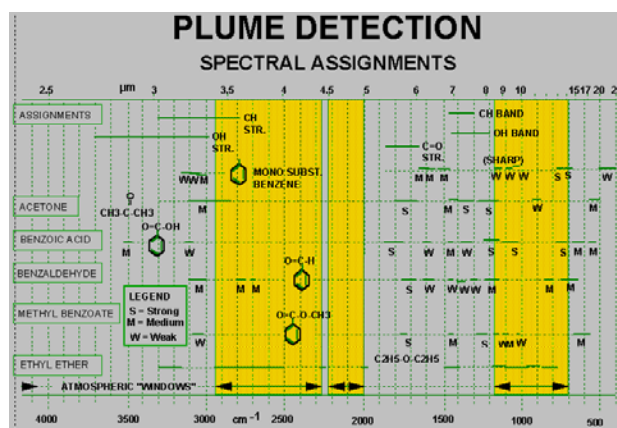 PLUME DETECTION
SPECTRAL ASSIGNMENTS
2.5 µm 3 3.5 4 4.5 5 6 7 8 9 10 15 17 20
ASSIGNMENTS
CH STR.
CH BAND
OH STR.
OH BAND
C=O STR.
(SHARP)
MONO SUBST. BENZENE
W W M M M M W W W S S W
ACETONE
M S W S W M
O
CH3-C-CH3
O=C-OH
BENZOIC ACID
M W S W M W S W S M M
O=C-H
BENZALDEHYDE
M M M S W W W W S M M
LEGEND
S = Strong
M = Medium
W = Weak
O=C-O-CH3
METHYL BENZOATE
W S M S W M W M
C2H5-O-C2H5
ETHYL ETHER
ATMOSPHERIC "WINDOWS"
4000 3500 3000 cm-1 2500 2000 1500 1000 500